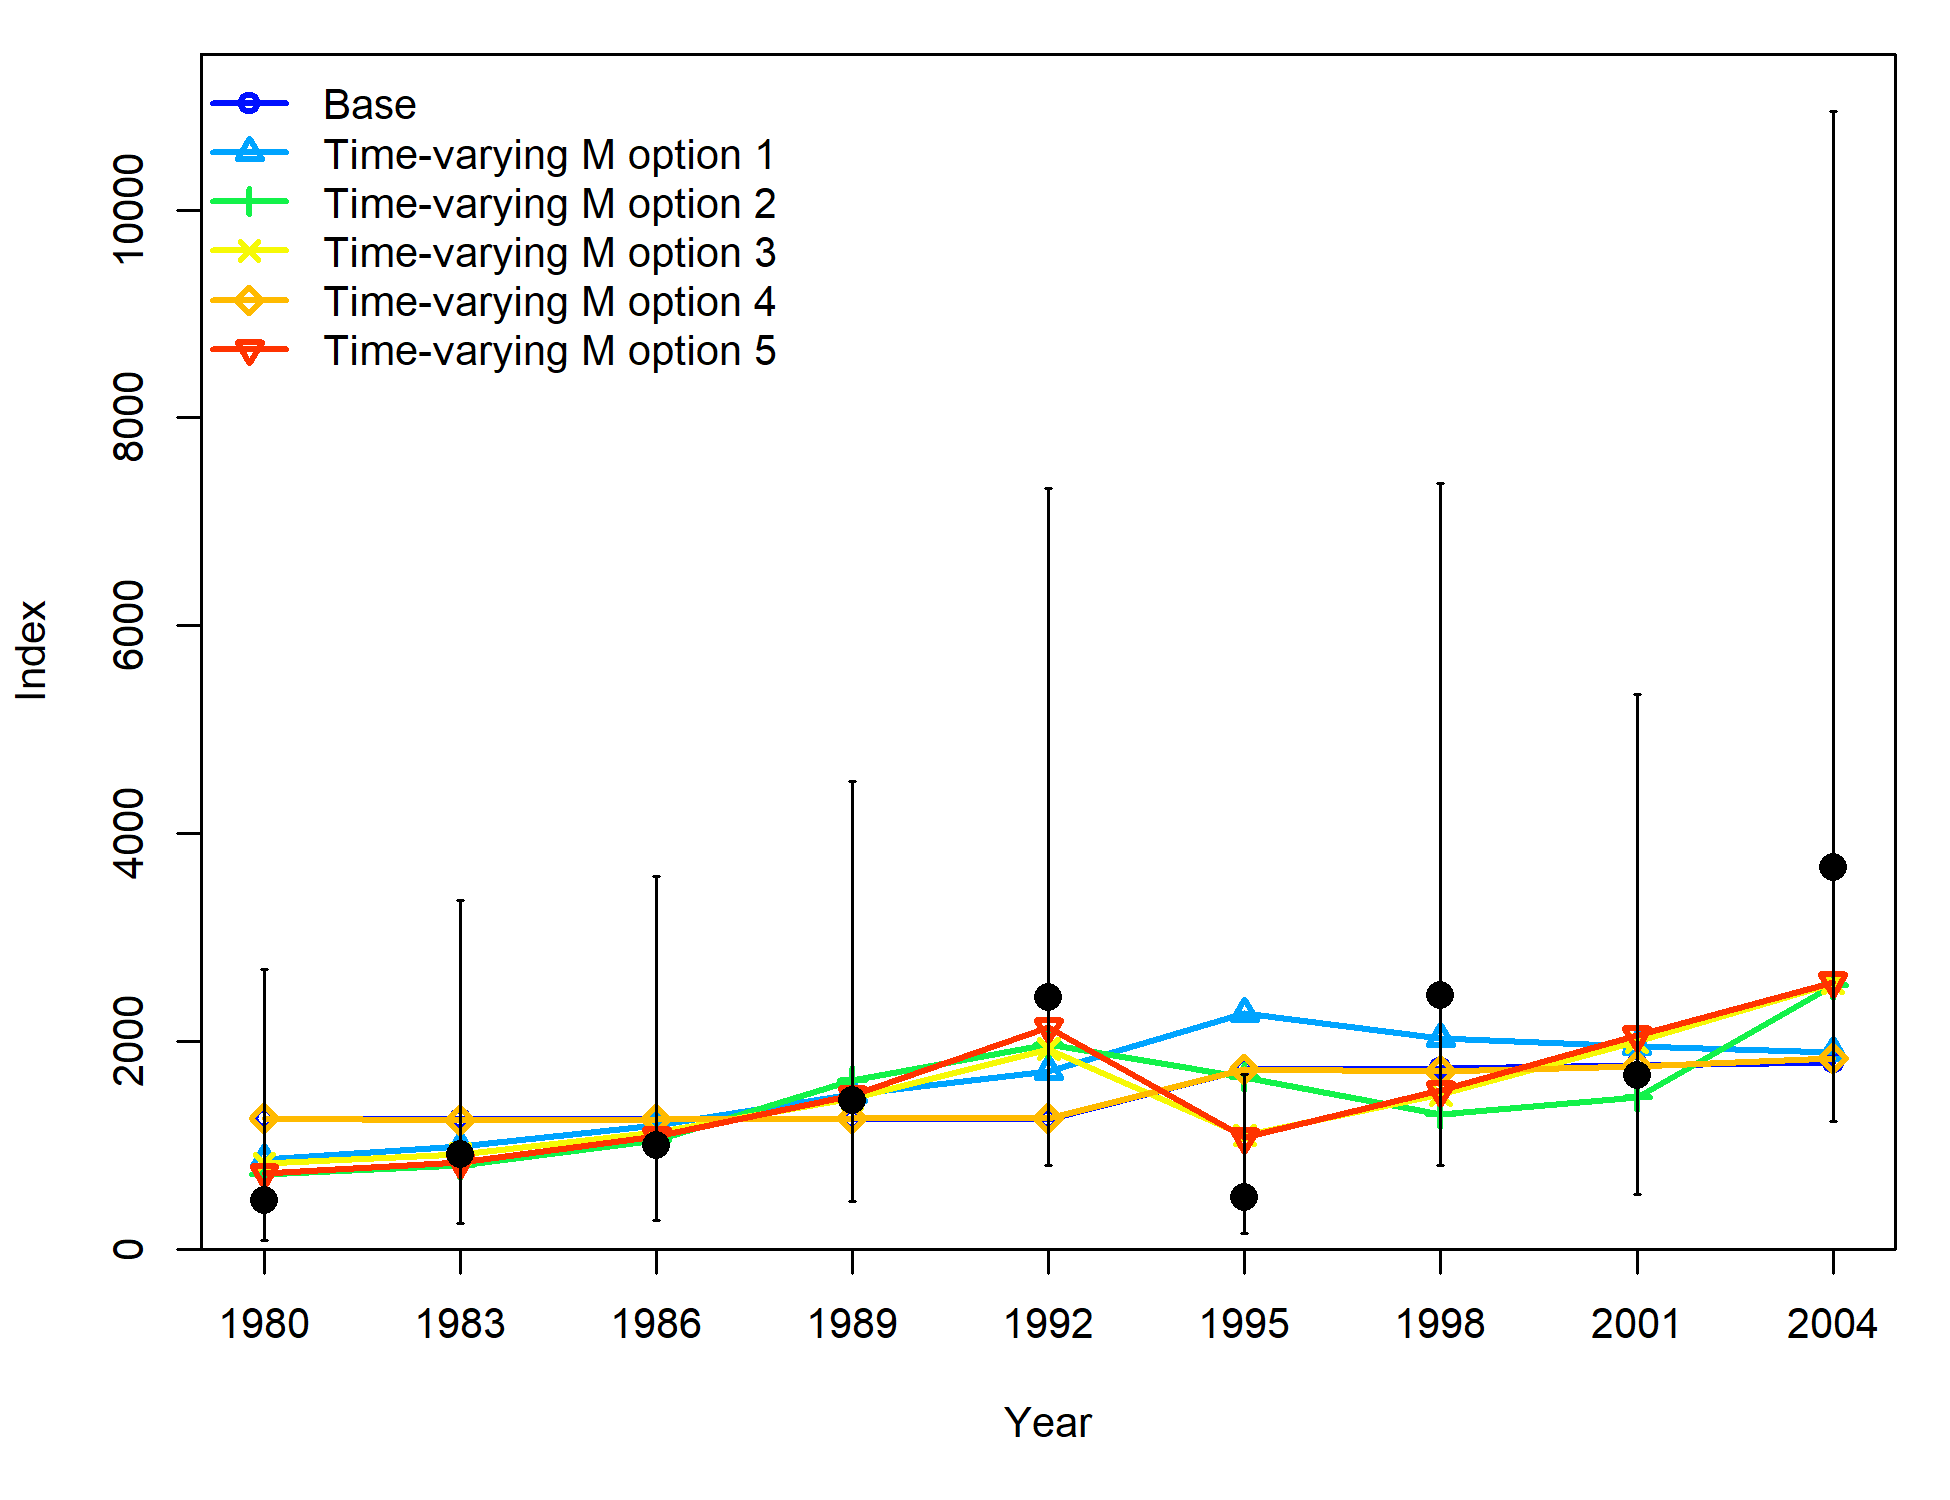 Base
Time-varying M option 1
Time-varying M option 2
Time-varying M option 3
Time-varying M option 4
Time-varying M option 5
10000
8000
6000
4000
2000
0
Index
1980 1983 1986 1989 1992 1995 1998 2001 2004
Year